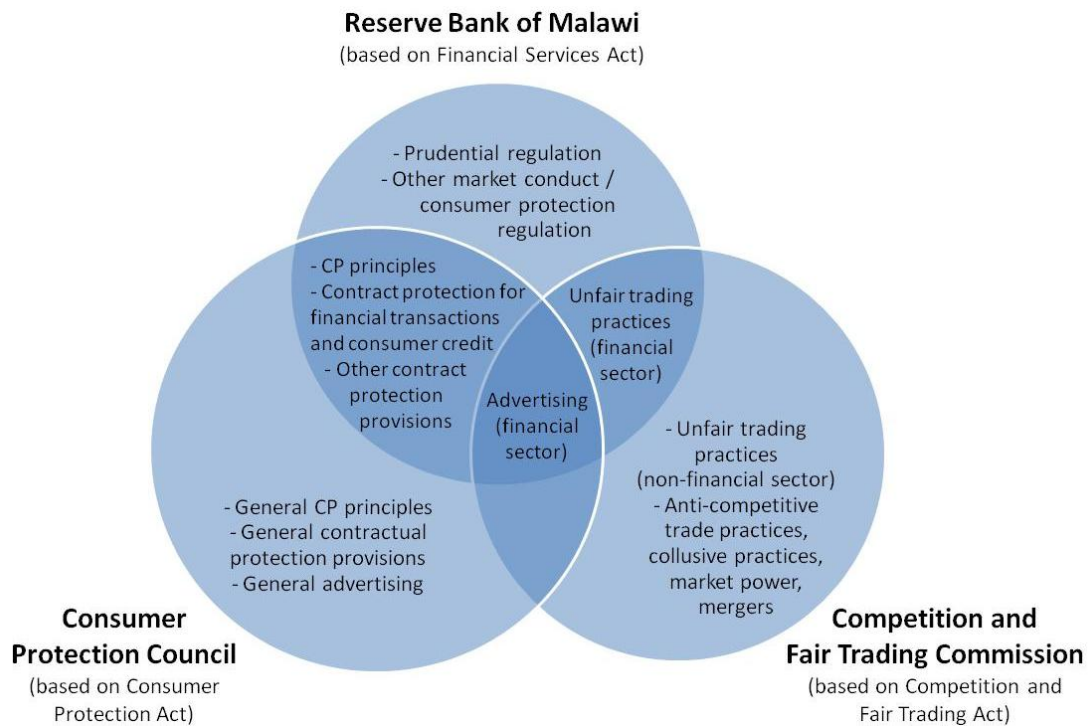 Reserve Bank of Malawi
(based on Financial Services Act)
- Prudential regulation
- Other market conduct /
consumer protection
regulation
- CP principles
- Contract protection for
financial transactions
and consumer credit
- Other contract
protection
provisions
Unfair trading
practices
(financial
sector)
Advertising
(financial
sector)
- Unfair trading
practices
(non-financial sector)
- Anti-competitive
trade practices,
collusive practices,
market power,
mergers
- General CP principles
- General contractual
protection provisions
- General advertising
Consumer
Protection Council
(based on Consumer
Protection Act)
Competition and
Fair Trading Commission
(based on Competition and
Fair Trading Act)